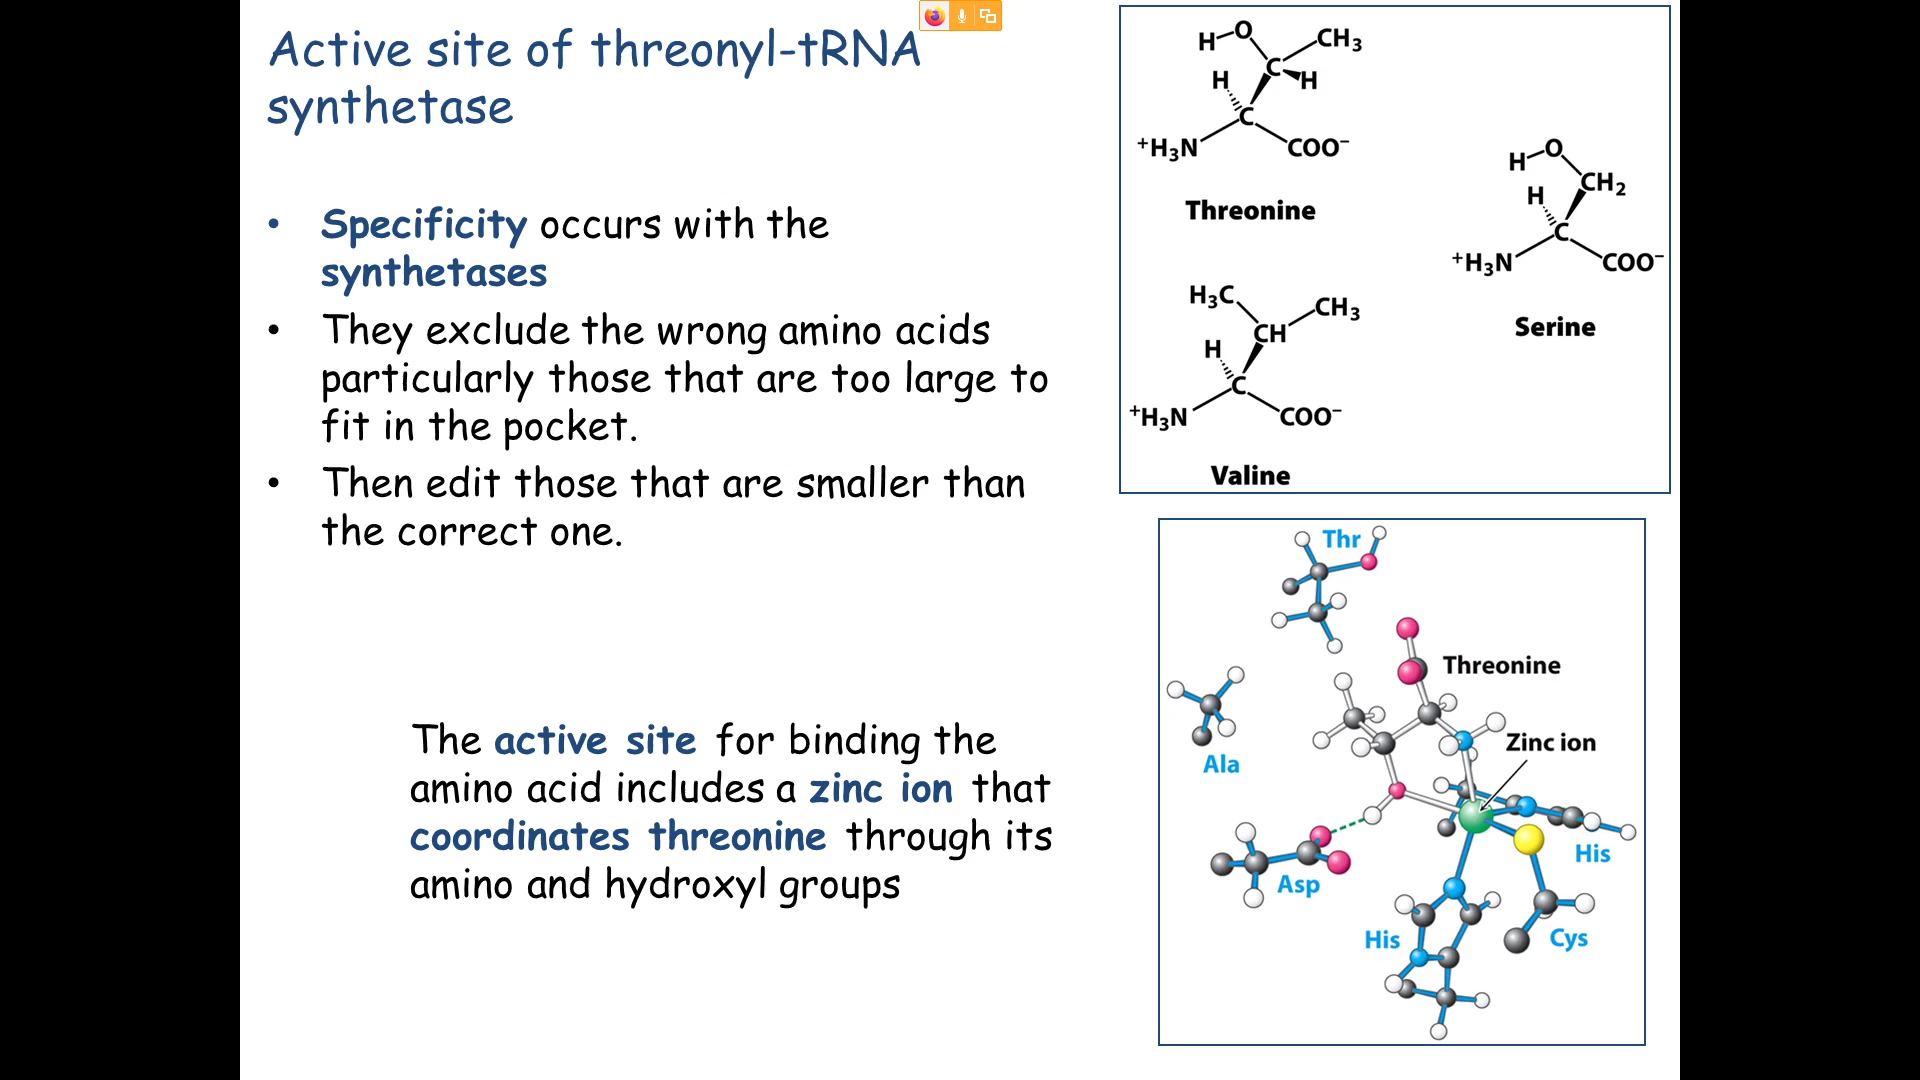 Active site of threonyl-tRNA
synthetase
• Specificity occurs with the
synthetases
• They exclude the wrong amino acids
particularly those that are too large to
fit in the pocket.
• Then edit those that are smaller than
the correct one.
The active site for binding the
amino acid includes a zinc ion that
coordinates threonine through its
amino and hydroxyl groups
H O CH₃
H C H
C
⁺H₃N COO⁻
Threonine
H O
CH₂
H
C
⁺H₃N COO⁻
Serine
H₃C CH₃
CH
H
C
⁺H₃N COO⁻
Valine
Thr
Threonine
Zinc ion
Ala
His
Asp
His
Cys